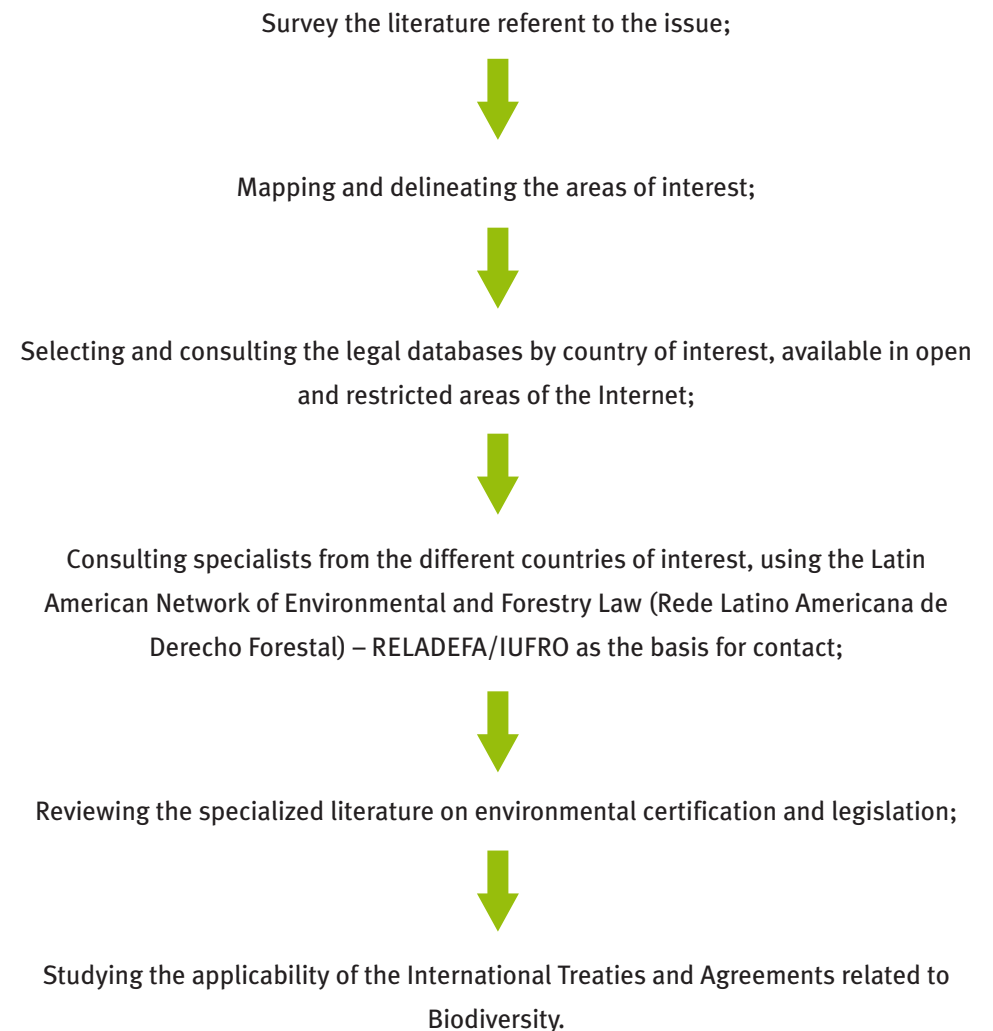 Survey the literature referent to the issue;
Mapping and delineating the areas of interest;
Selecting and consulting the legal databases by country of interest, available in open
and restricted areas of the Internet;
Consulting specialists from the different countries of interest, using the Latin
American Network of Environmental and Forestry Law (Rede Latino Americana de
Derecho Forestal) – RELADEFA/IUFRO as the basis for contact;
Reviewing the specialized literature on environmental certification and legislation;
Studying the applicability of the International Treaties and Agreements related to
Biodiversity.